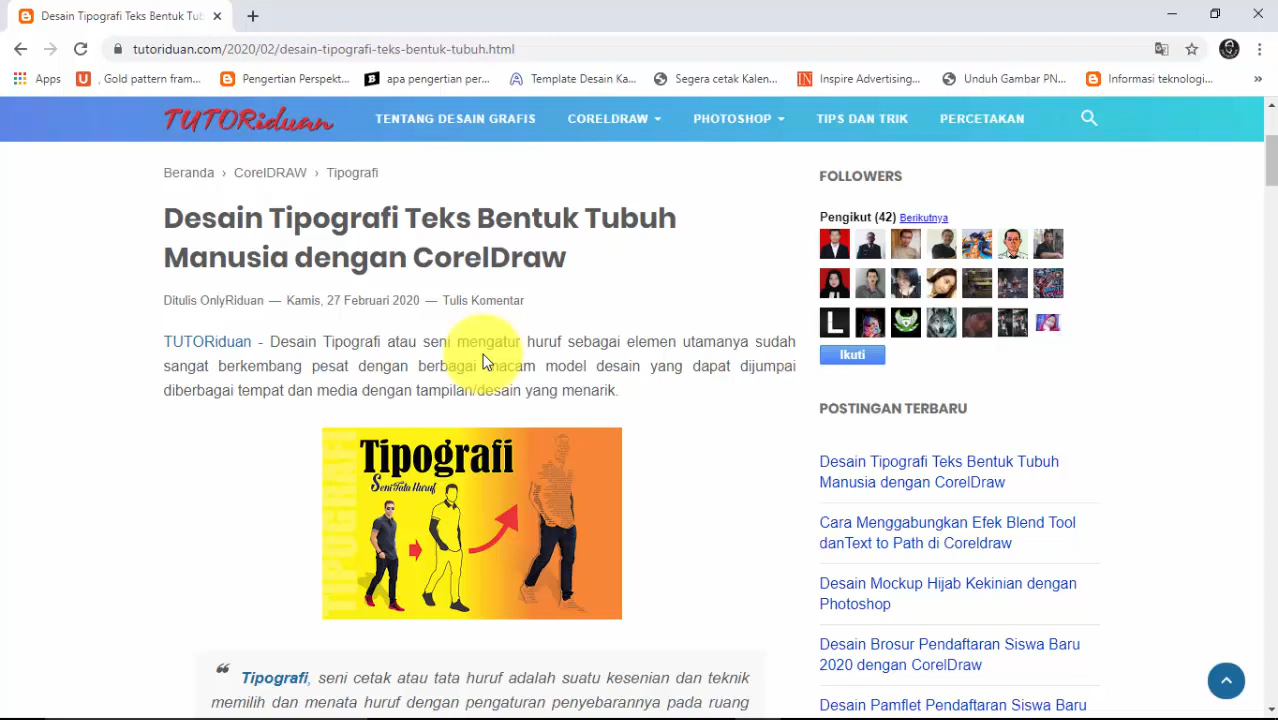 Desain Tipografi Teks Bentuk Tub
tutoriduan.com/2020/02/desain-tipografi-teks-bentuk-tubuh.html
Apps
, Gold pattern fram...
Pengertian Perspekt...
apa pengertian per...
Template Desain Ka...
Segera cetak Kalen...
Inspire Advertising...
Unduh Gambar PN...
Informasi teknologi...
»
TUTORiduan
TENTANG DESAIN GRAFIS
CORELDRAW
PHOTOSHOP
TIPS DAN TRIK
PERCETAKAN
Beranda › CorelDRAW › Tipografi
Desain Tipografi Teks Bentuk Tubuh
Manusia dengan CorelDraw
Ditulis OnlyRiduan — Kamis, 27 Februari 2020 — Tulis Komentar
TUTORiduan - Desain Tipografi atau seni mengatur huruf sebagai elemen utamanya sudah
sangat berkembang pesat dengan berbagai macam model desain yang dapat dijumpai
diberbagai tempat dan media dengan tampilan/desain yang menarik.
TIPOGRAFI
Tipografi
Seni Tata Huruf
❝ Tipografi, seni cetak atau tata huruf adalah suatu kesenian dan teknik
memilih dan menata huruf dengan pengaturan penyebarannya pada ruang
FOLLOWERS
Pengikut (42) Berikutnya
L
Ikuti
POSTINGAN TERBARU
Desain Tipografi Teks Bentuk Tubuh
Manusia dengan CorelDraw
Cara Menggabungkan Efek Blend Tool
danText to Path di Coreldraw
Desain Mockup Hijab Kekinian dengan
Photoshop
Desain Brosur Pendaftaran Siswa Baru
2020 dengan CorelDraw
Desain Pamflet Pendaftaran Siswa Baru